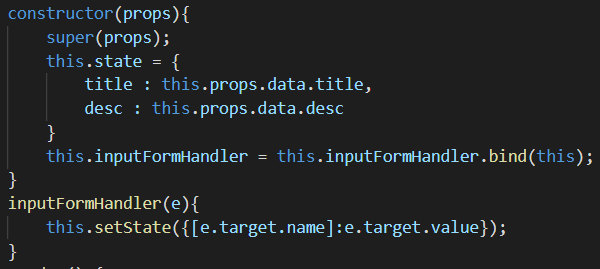 constructor(props){
super(props);
this.state = {
title : this.props.data.title,
desc : this.props.data.desc
}
this.inputFormHandler = this.inputFormHandler.bind(this);
}
inputFormHandler(e){
this.setState({[e.target.name]:e.target.value});
}